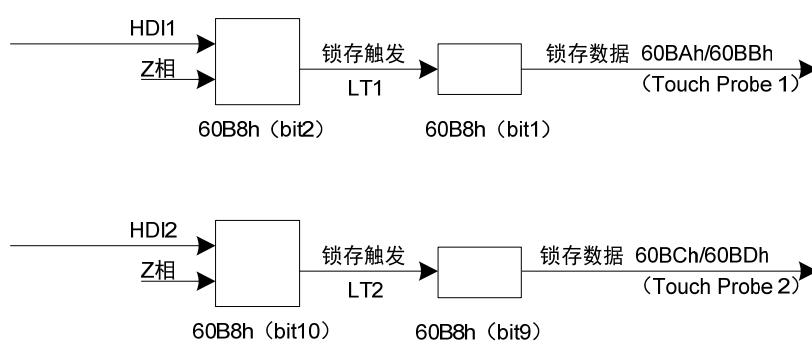 HDI1
Z相
锁存触发
LT1
锁存数据 60BAh/60BBh
（Touch Probe 1）
60B8h（bit2）
60B8h（bit1）
HDI2
Z相
锁存触发
LT2
锁存数据 60BCh/60BDh
（Touch Probe 2）
60B8h（bit10）
60B8h（bit9）